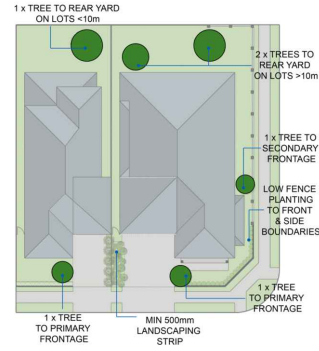 1 x TREE TO REAR YARD
ON LOTS <10m
2 x TREES TO
REAR YARD
ON LOTS >10m
1 x TREE TO
SECONDARY
FRONTAGE
LOW FENCE
PLANTING
TO FRONT
& SIDE
BOUNDARIES
1 x TREE
TO PRIMARY
FRONTAGE
MIN 500mm
LANDSCAPING
STRIP
1 x TREE
TO PRIMARY
FRONTAGE